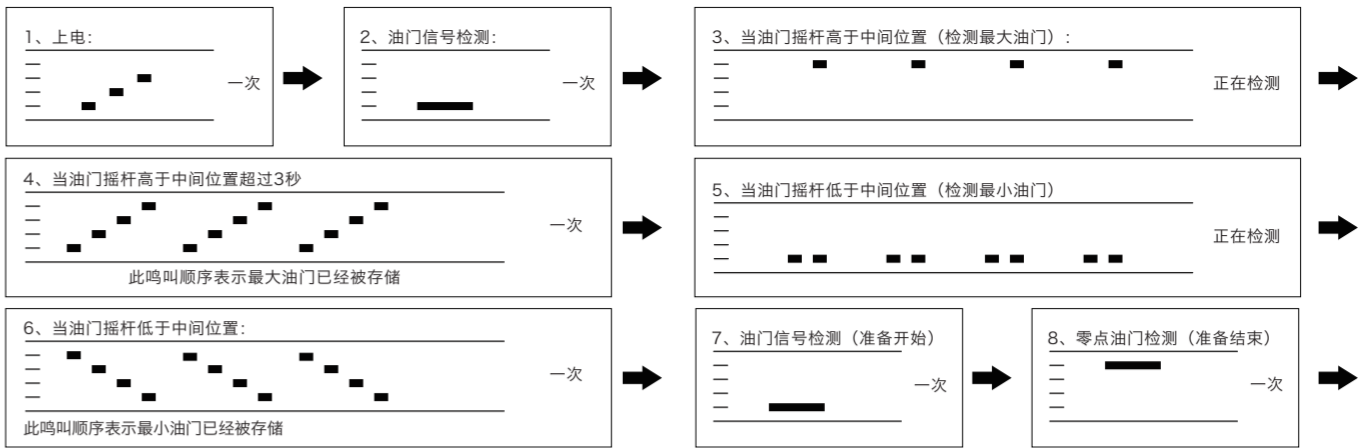 1、上电:
一次
2、油门信号检测:
一次
3、当油门摇杆高于中间位置（检测最大油门）:
正在检测
4、当油门摇杆高于中间位置超过3秒
一次
此鸣叫顺序表示最大油门已经被存储
5、当油门摇杆低于中间位置（检测最小油门）
正在检测
6、当油门摇杆低于中间位置:
一次
此鸣叫顺序表示最小油门已经被存储
7、油门信号检测（准备开始）
一次
8、零点油门检测（准备结束）
一次